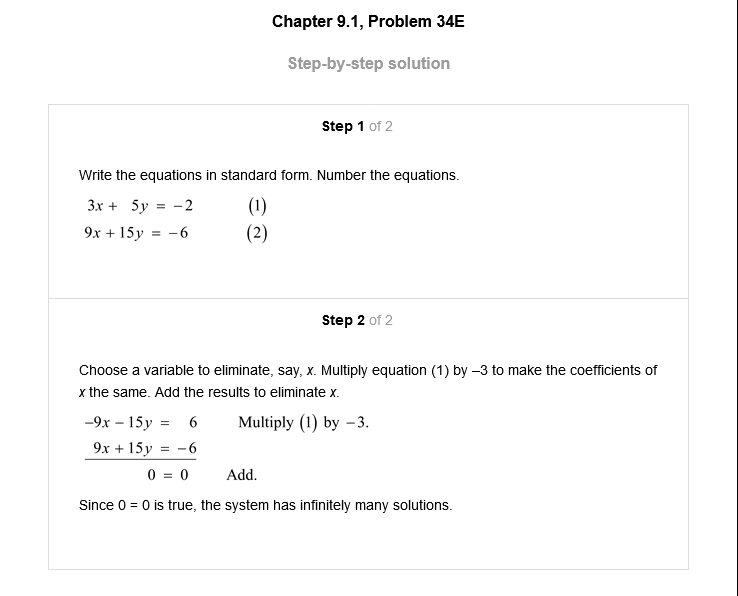 Chapter 9.1, Problem 34E
Step-by-step solution
Step 1 of 2
Write the equations in standard form. Number the equations.
3x + 5y = −2 (1)
9x + 15y = −6 (2)
Step 2 of 2
Choose a variable to eliminate, say, x. Multiply equation (1) by –3 to make the coefficients of
x the same. Add the results to eliminate x.
−9x − 15y = 6 Multiply (1) by −3.
9x + 15y = −6
0 = 0 Add.
Since 0 = 0 is true, the system has infinitely many solutions.